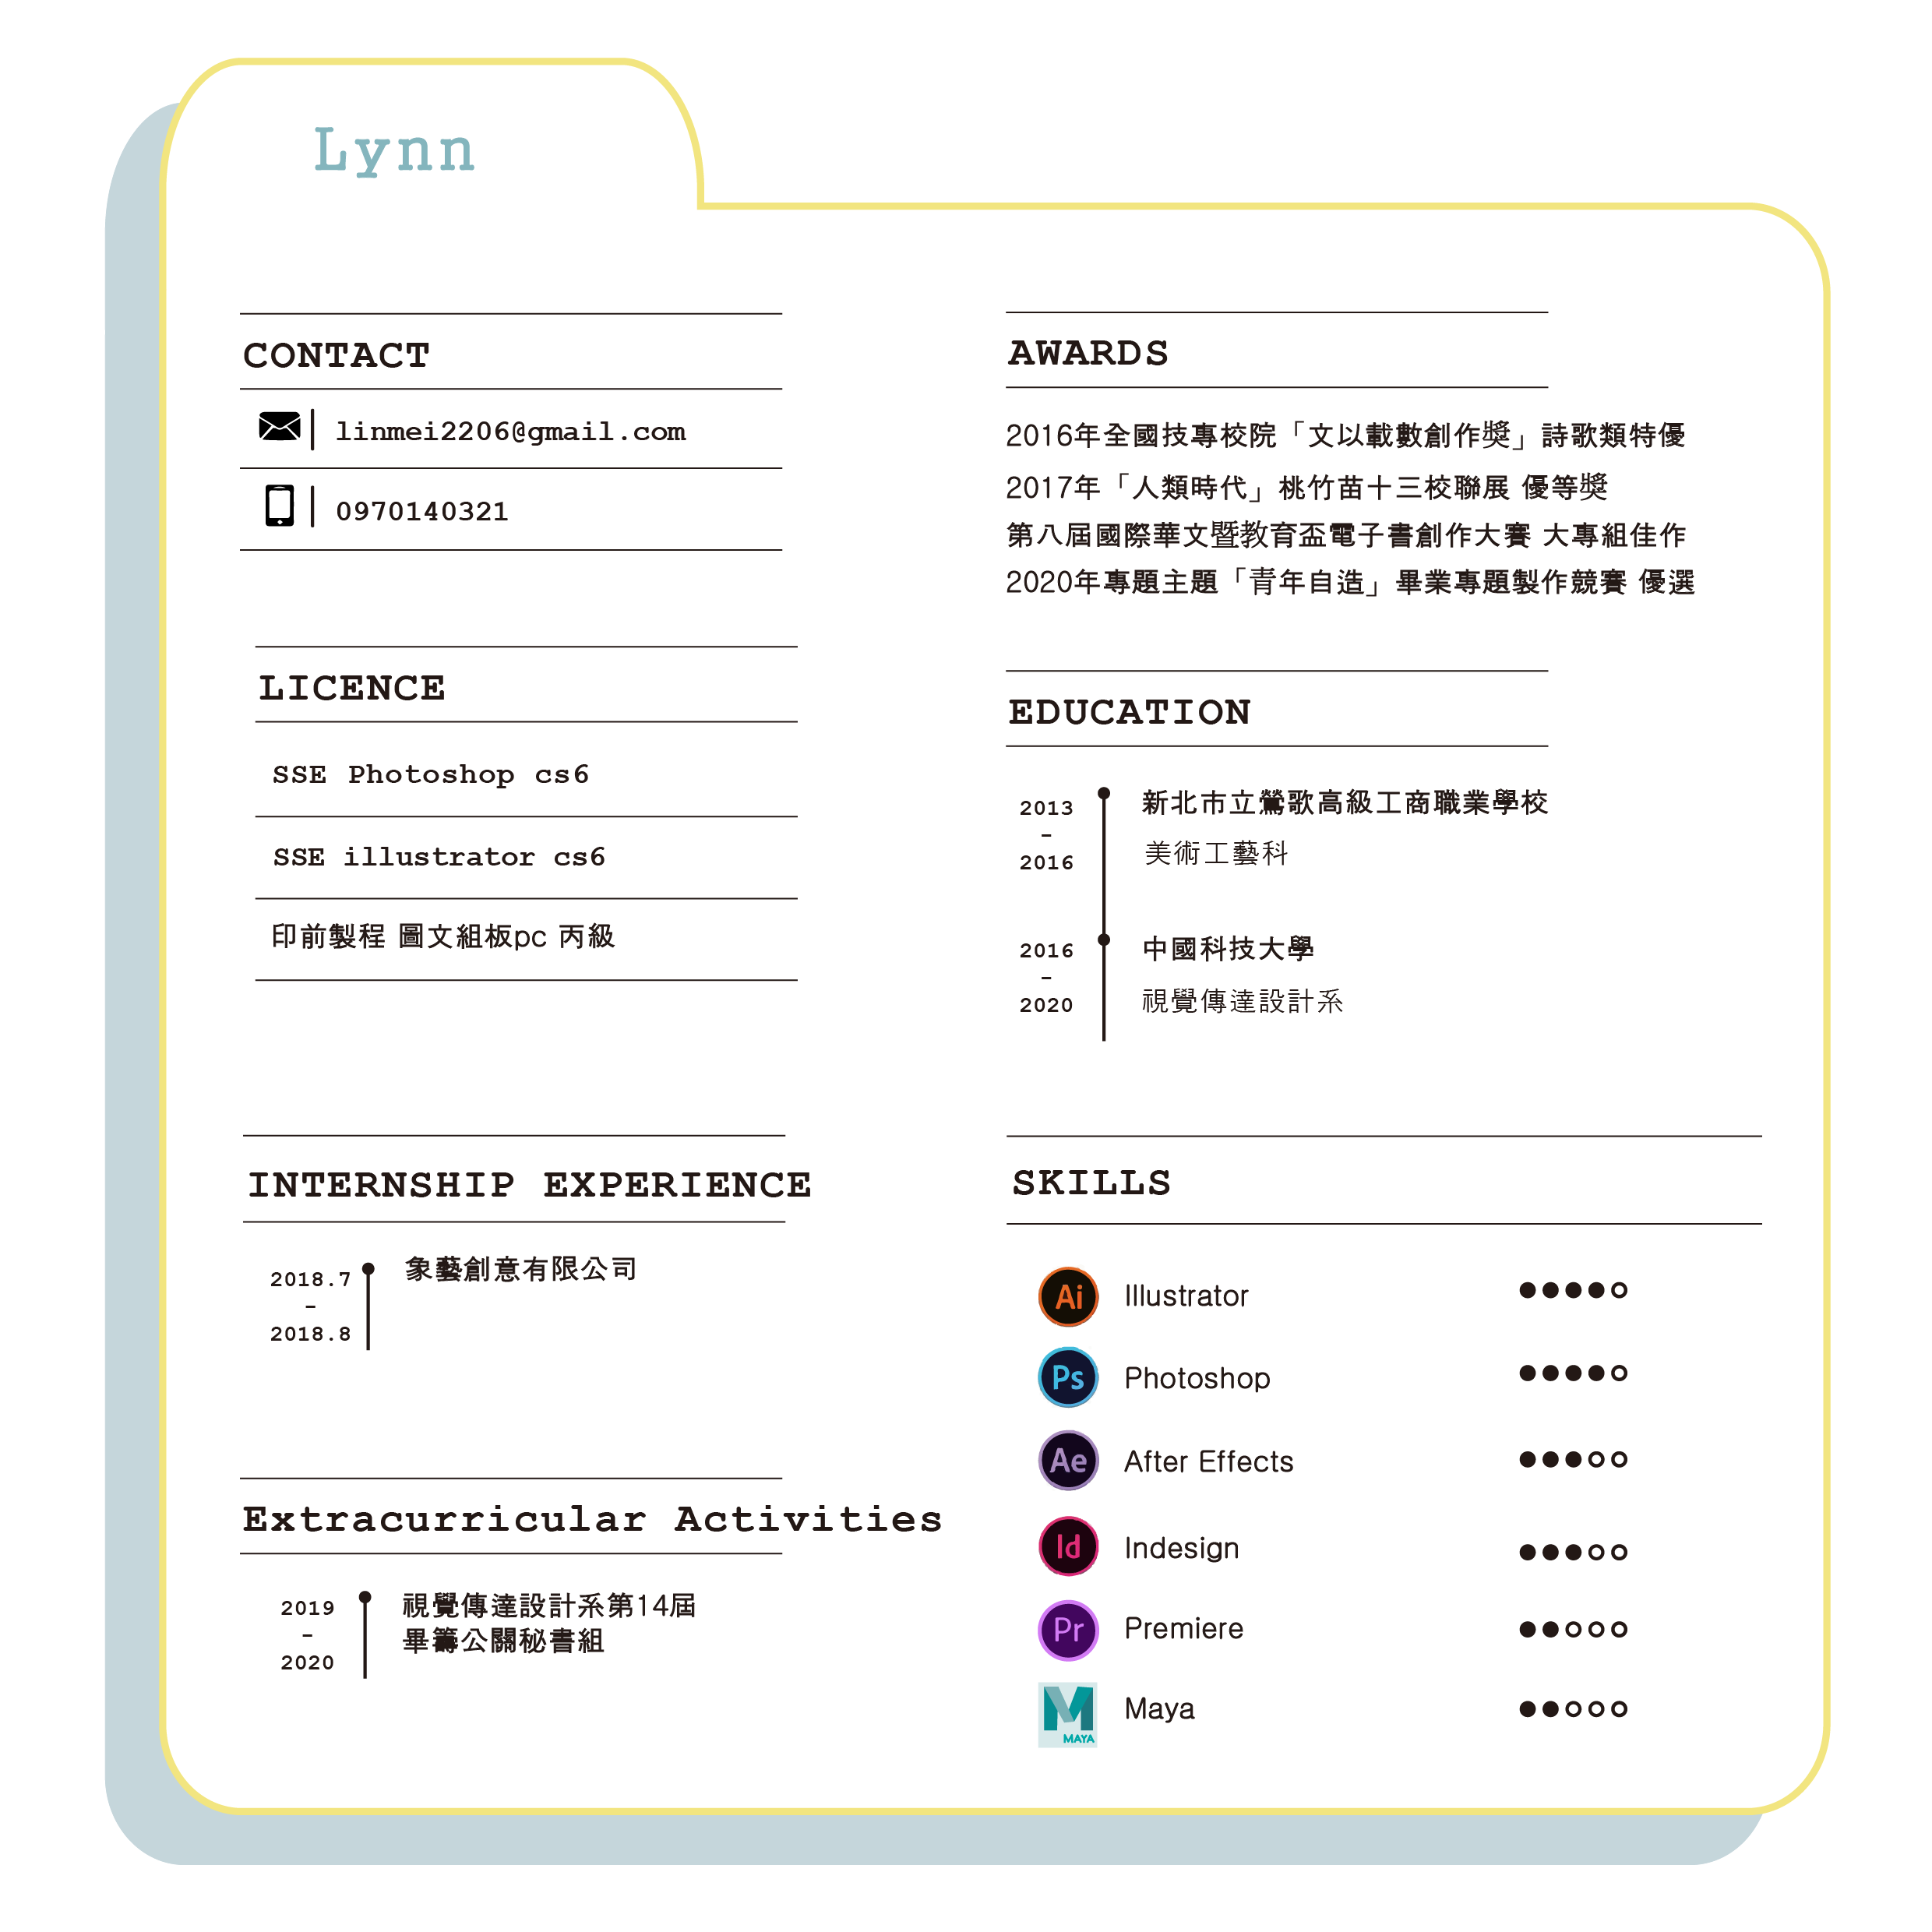 Lynn
CONTACT
linmei2206@gmail.com
0970140321
LICENCE
SSE Photoshop cs6
SSE illustrator cs6
印前製程 圖文組板pc 丙級
INTERNSHIP EXPERIENCE
2018.7
-
2018.8
象藝創意有限公司
Extracurricular Activities
2019
-
2020
視覺傳達設計系第14屆
畢籌公關秘書組
AWARDS
2016年全國技專校院「文以載數創作獎」詩歌類特優
2017年「人類時代」桃竹苗十三校聯展 優等獎
第八屆國際華文暨教育盃電子書創作大賽 大專組佳作
2020年專題主題「青年自造」畢業專題製作競賽 優選
EDUCATION
2013
-
2016
新北市立鶯歌高級工商職業學校
美術工藝科
2016
-
2020
中國科技大學
視覺傳達設計系
SKILLS
Ai Illustrator
Ps Photoshop
Ae After Effects
Id Indesign
Pr Premiere
M MAYA Maya